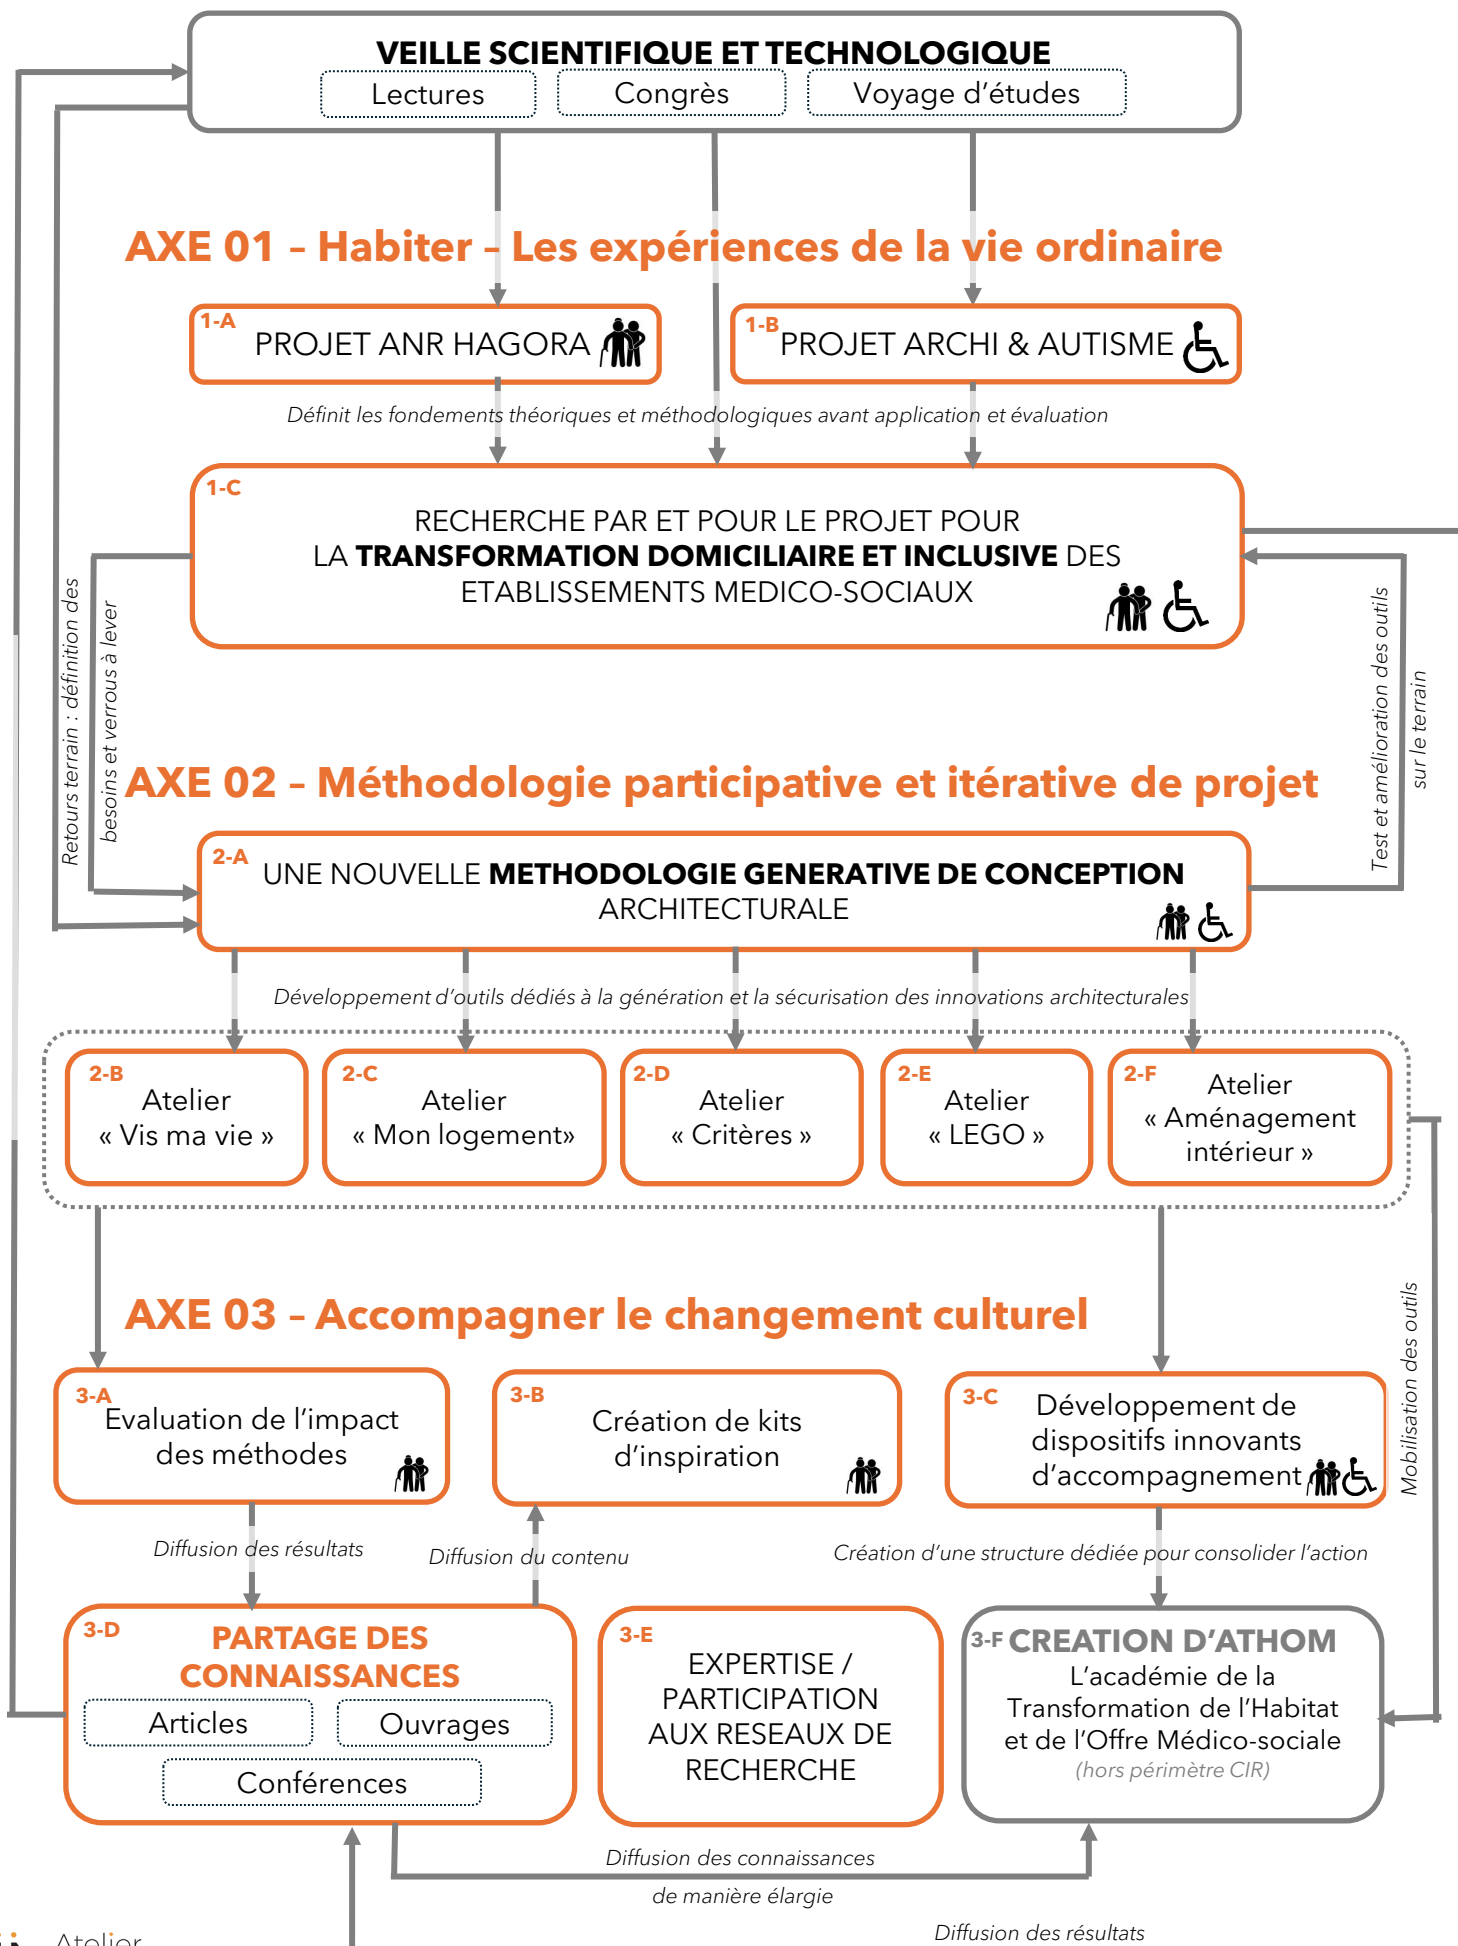 VEILLE SCIENTIFIQUE ET TECHNOLOGIQUE
Lectures
Congrès
Voyage d'études
AXE 01 – Habiter – Les expériences de la vie ordinaire
1-A
PROJET ANR HAGORA
1-B
PROJET ARCHI & AUTISME
Définit les fondements théoriques et méthodologiques avant application et évaluation
1-C
RECHERCHE PAR ET POUR LE PROJET POUR
LA TRANSFORMATION DOMICILIAIRE ET INCLUSIVE DES
ETABLISSEMENTS MEDICO-SOCIAUX
Retours terrain : définition des
besoins et verrous à lever
Test et amélioration des outils
sur le terrain
AXE 02 – Méthodologie participative et itérative de projet
2-A
UNE NOUVELLE METHODOLOGIE GENERATIVE DE CONCEPTION
ARCHITECTURALE
Développement d'outils dédiés à la génération et la sécurisation des innovations architecturales
2-B
Atelier
« Vis ma vie »
2-C
Atelier
« Mon logement»
2-D
Atelier
« Critères »
2-E
Atelier
« LEGO »
2-F
Atelier
« Aménagement
intérieur »
Mobilisation des outils
AXE 03 – Accompagner le changement culturel
3-A
Evaluation de l'impact
des méthodes
3-B
Création de kits
d'inspiration
3-C
Développement de
dispositifs innovants
d'accompagnement
Diffusion des résultats
Diffusion du contenu
Création d'une structure dédiée pour consolider l'action
3-D
PARTAGE DES
CONNAISSANCES
Articles
Ouvrages
Conférences
3-E
EXPERTISE /
PARTICIPATION
AUX RESEAUX DE
RECHERCHE
3-F CREATION D'ATHOM
L'académie de la
Transformation de l'Habitat
et de l'Offre Médico-sociale
(hors périmètre CIR)
Diffusion des connaissances
de manière élargie
Diffusion des résultats
Atelier